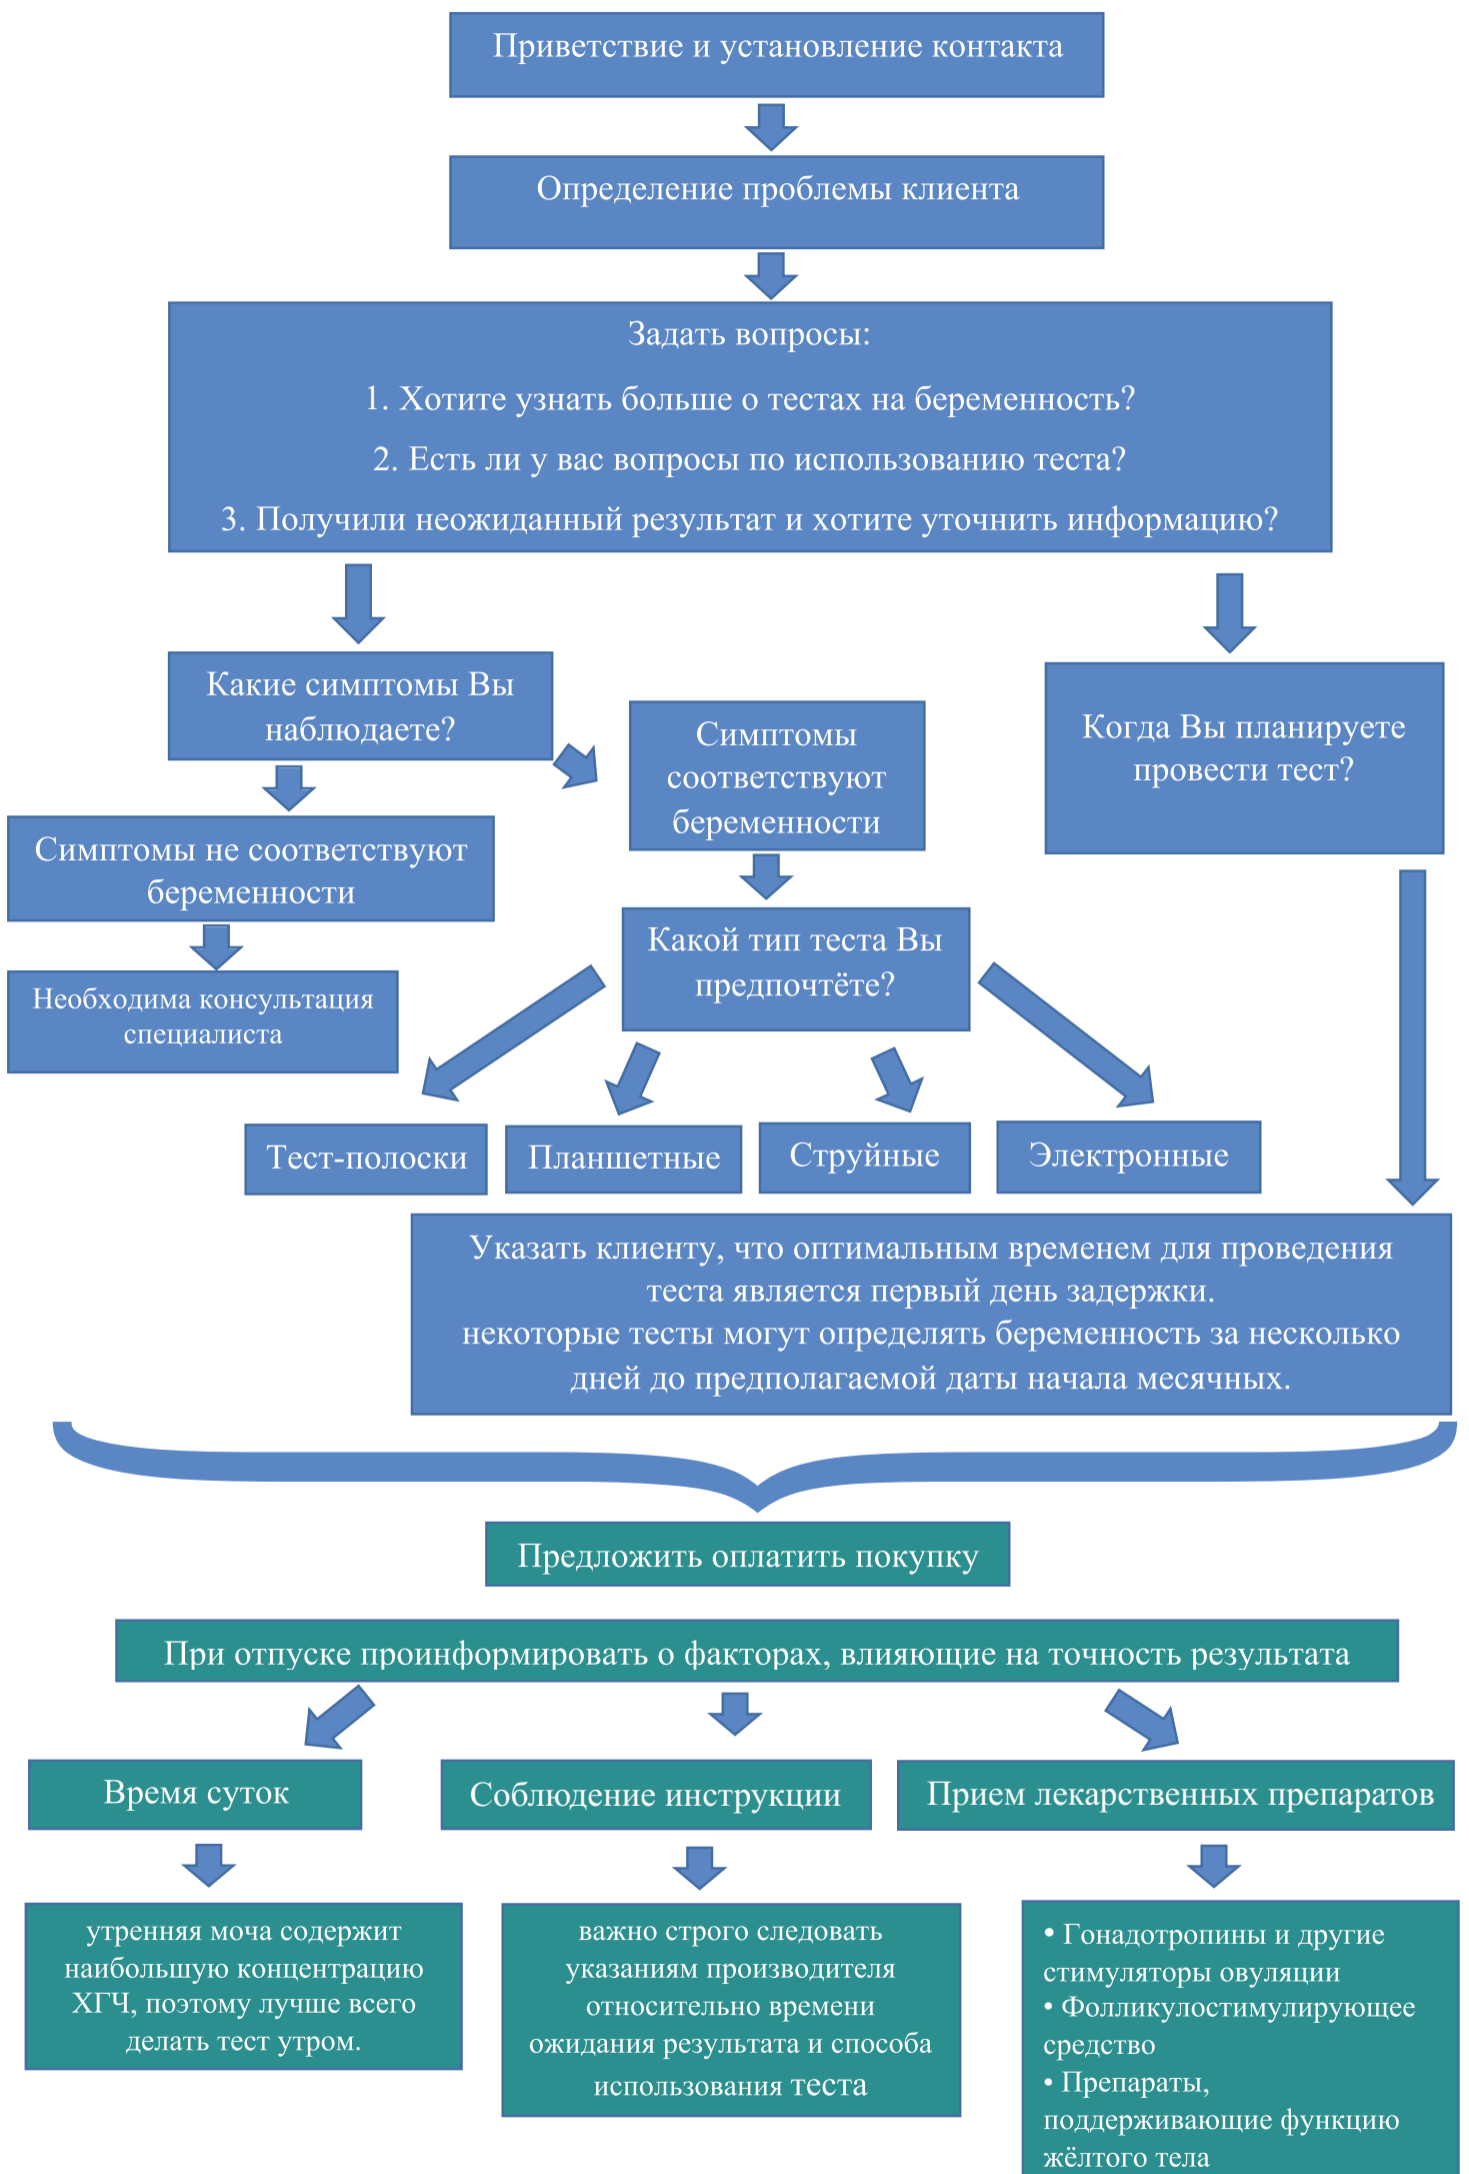 Приветствие и установление контакта
Определение проблемы клиента
Задать вопросы:
1. Хотите узнать больше о тестах на беременность?
2. Есть ли у вас вопросы по использованию теста?
3. Получили неожиданный результат и хотите уточнить информацию?
Какие симптомы Вы
наблюдаете?
Симптомы
соответствуют
беременности
Когда Вы планируете
провести тест?
Симптомы не соответствуют
беременности
Какой тип теста Вы
предпочтёте?
Необходима консультация
специалиста
Тест-полоски
Планшетные
Струйные
Электронные
Указать клиенту, что оптимальным временем для проведения
теста является первый день задержки.
некоторые тесты могут определять беременность за несколько
дней до предполагаемой даты начала месячных.
Предложить оплатить покупку
При отпуске проинформировать о факторах, влияющие на точность результата
Время суток
Соблюдение инструкции
Прием лекарственных препаратов
утренняя моча содержит
наибольшую концентрацию
ХГЧ, поэтому лучше всего
делать тест утром.
важно строго следовать
указаниям производителя
относительно времени
ожидания результата и способа
использования теста
• Гонадотропины и другие
стимуляторы овуляции
• Фолликулостимулирующее
средство
• Препараты,
поддерживающие функцию
жёлтого тела